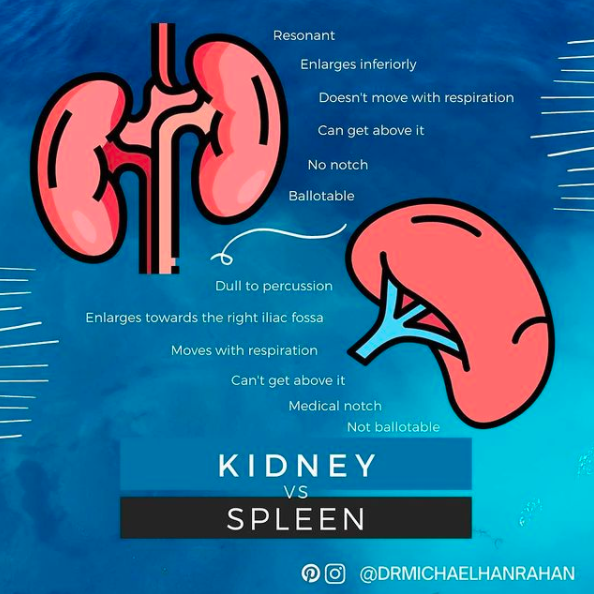 Resonant
Enlarges inferiorly
Doesn't move with respiration
Can get above it
No notch
Ballotable
Dull to percussion
Enlarges towards the right iliac fossa
Moves with respiration
Can't get above it
Medical notch
Not ballotable
KIDNEY
VS
SPLEEN
@DRMICHAELHANRAHAN